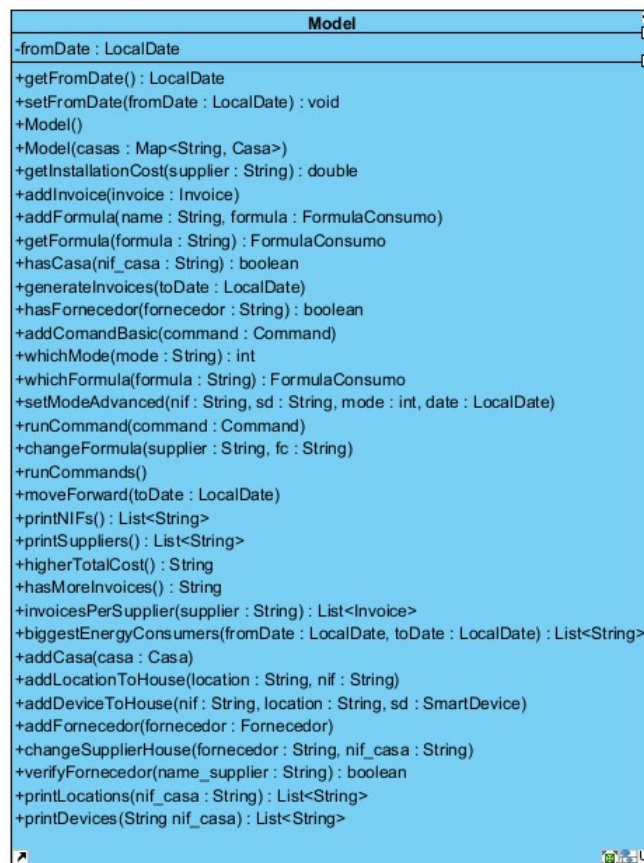 Model
-fromDate : LocalDate
+getFromDate() : LocalDate
+setFromDate(fromDate : LocalDate) : void
+Model()
+Model(casas : Map<String, Casa>)
+getInstallationCost(supplier : String) : double
+addInvoice(invoice : Invoice)
+addFormula(name : String, formula : FormulaConsumo)
+getFormula(formula : String) : FormulaConsumo
+hasCasa(nif_casa : String) : boolean
+generateInvoices(toDate : LocalDate)
+hasFornecedor(fornecedor : String) : boolean
+addComandBasic(command : Command)
+whichMode(mode : String) : int
+whichFormula(formula : String) : FormulaConsumo
+setModeAdvanced(nif : String, sd : String, mode : int, date : LocalDate)
+runCommand(command : Command)
+changeFormula(supplier : String, fc : String)
+runCommands()
+moveForward(toDate : LocalDate)
+printNIFs() : List<String>
+printSuppliers() : List<String>
+higherTotalCost() : String
+hasMoreInvoices() : String
+invoicesPerSupplier(supplier : String) : List<Invoice>
+biggestEnergyConsumers(fromDate : LocalDate, toDate : LocalDate) : List<String>
+addCasa(casa : Casa)
+addLocationToHouse(location : String, nif : String)
+addDeviceToHouse(nif : String, location : String, sd : SmartDevice)
+addFornecedor(fornecedor : Fornecedor)
+changeSupplierHouse(fornecedor : String, nif_casa : String)
+verifyFornecedor(name_supplier : String) : boolean
+printLocations(nif_casa : String) : List<String>
+printDevices(String nif_casa) : List<String>